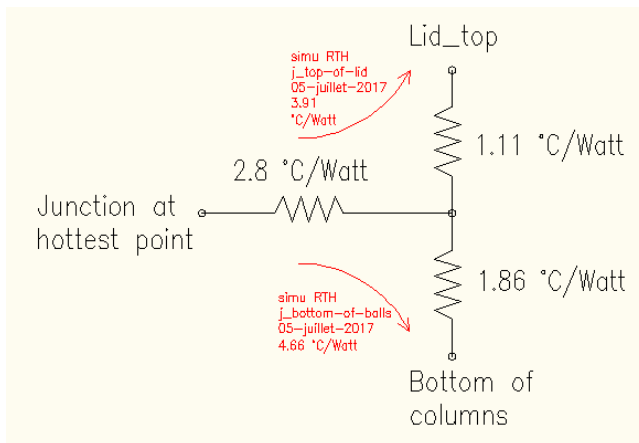 Lid_top
simu RTH
j_top-of-lid
05-juillet-2017
3.91
°C/Watt
1.11 °C/Watt
2.8 °C/Watt
Junction at
hottest point
1.86 °C/Watt
simu RTH
j_bottom-of-balls
05-juillet-2017
4.66 °C/Watt
Bottom of
columns